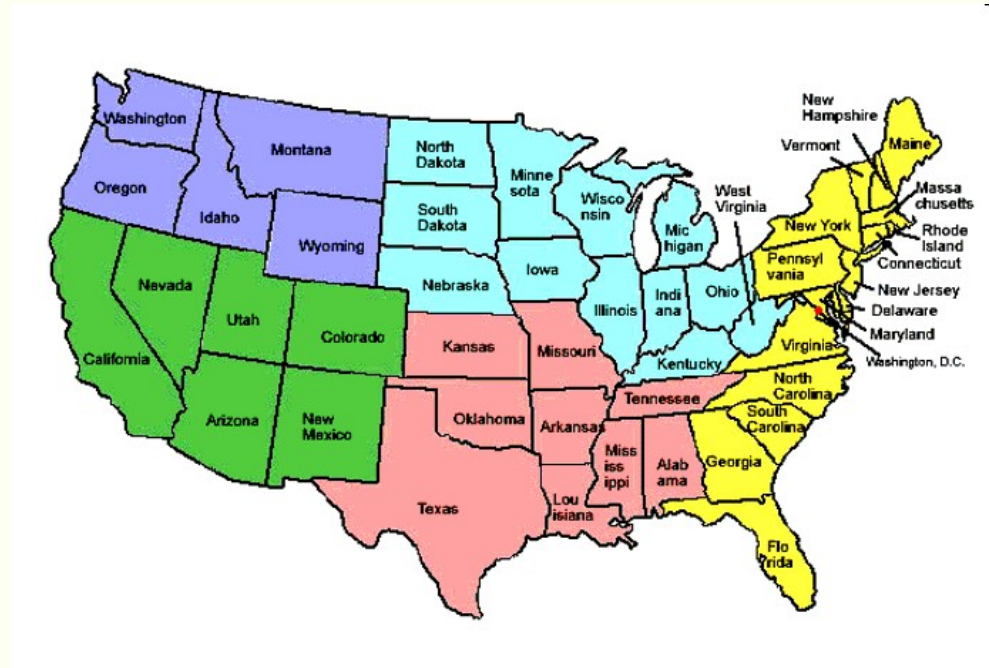 New
Hampshire
Vermont
Maine
Massa
chusetts
Rhode
Island
Connecticut
New Jersey
Delaware
Maryland
Washington, D.C.
Washington
Oregon
Idaho
Montana
Wyoming
North
Dakota
South
Dakota
Nebraska
Minne
sota
Iowa
Wisco
nsin
Mic
higan
Illinois
Indi
ana
Ohio
West
Virginia
Kentucky
New York
Pennsyl
vania
Virginia
North
Carolina
South
Carolina
Georgia
Flo
rida
California
Nevada
Utah
Colorado
Arizona
New
Mexico
Kansas
Missouri
Oklahoma
Arkansas
Tennessee
Miss
iss
ippi
Alab
ama
Lou
isiana
Texas